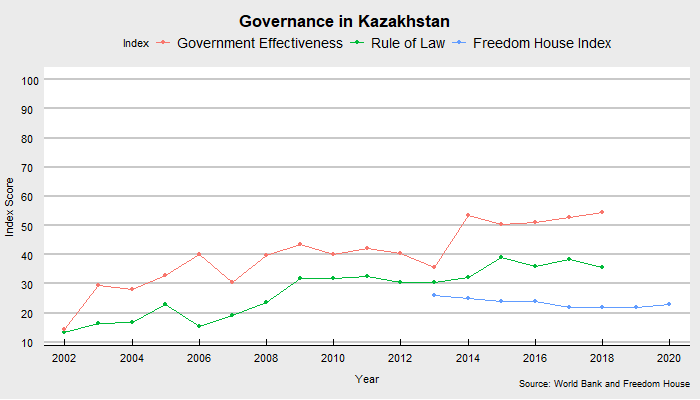 Governance in Kazakhstan
Index Government Effectiveness Rule of Law Freedom House Index
100
90
80
70
60
50
40
30
20
10
Index Score
2002 2004 2006 2008 2010 2012 2014 2016 2018 2020
Year
Source: World Bank and Freedom House